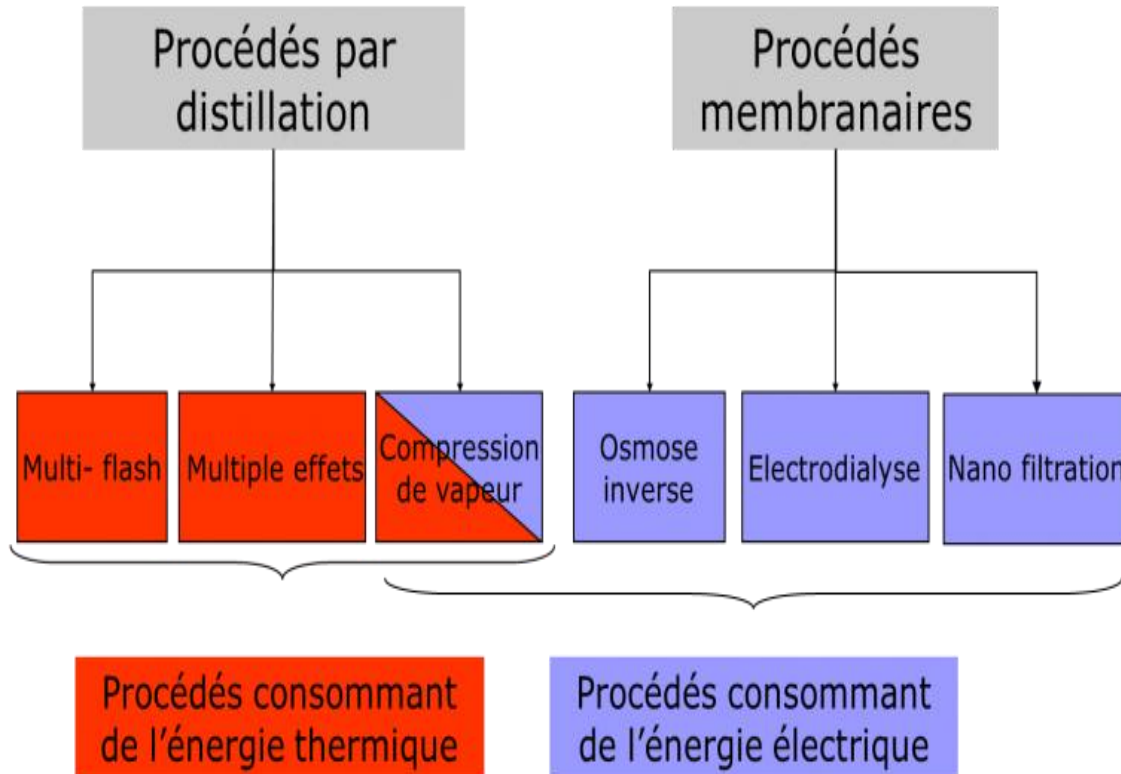 Procédés par
distillation
Procédés
membranaires
Multi- flash
Multiple effets
Compression
de vapeur
Osmose
inverse
Electrodialyse
Nano filtration
Procédés consommant
de l'énergie thermique
Procédés consommant
de l'énergie électrique